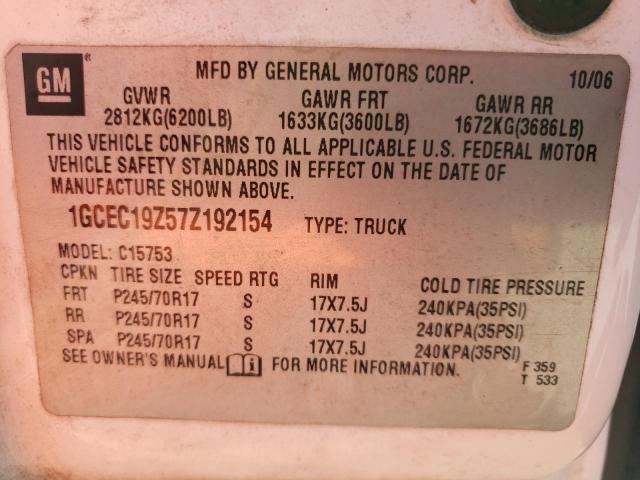 GM ®
MFD BY GENERAL MOTORS CORP. 10/06
GVWR GAWR FRT GAWR RR
2812KG(6200LB) 1633KG(3600LB) 1672KG(3686LB)
THIS VEHICLE CONFORMS TO ALL APPLICABLE U.S. FEDERAL MOTOR
VEHICLE SAFETY STANDARDS IN EFFECT ON THE DATE OF
MANUFACTURE SHOWN ABOVE.
1GCEC19Z57Z192154 TYPE: TRUCK
MODEL: C15753
CPKN TIRE SIZE SPEED RTG RIM COLD TIRE PRESSURE
FRT P245/70R17 S 17X7.5J 240KPA(35PSI)
RR P245/70R17 S 17X7.5J 240KPA(35PSI)
SPA P245/70R17 S 17X7.5J 240KPA(35PSI)
SEE OWNER'S MANUAL i FOR MORE INFORMATION. F 359
T 533